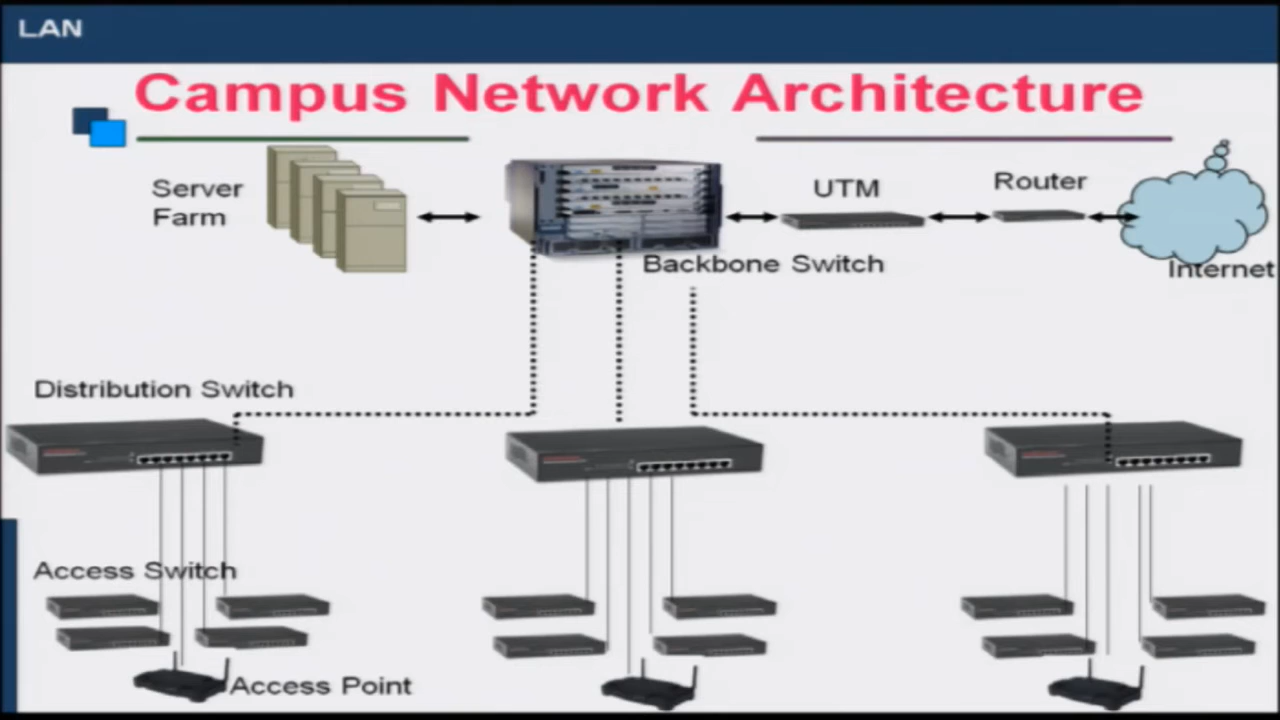 LAN
Campus Network Architecture
Server
Farm
UTM
Router
Backbone Switch
Internet
Distribution Switch
Access Switch
Access Point